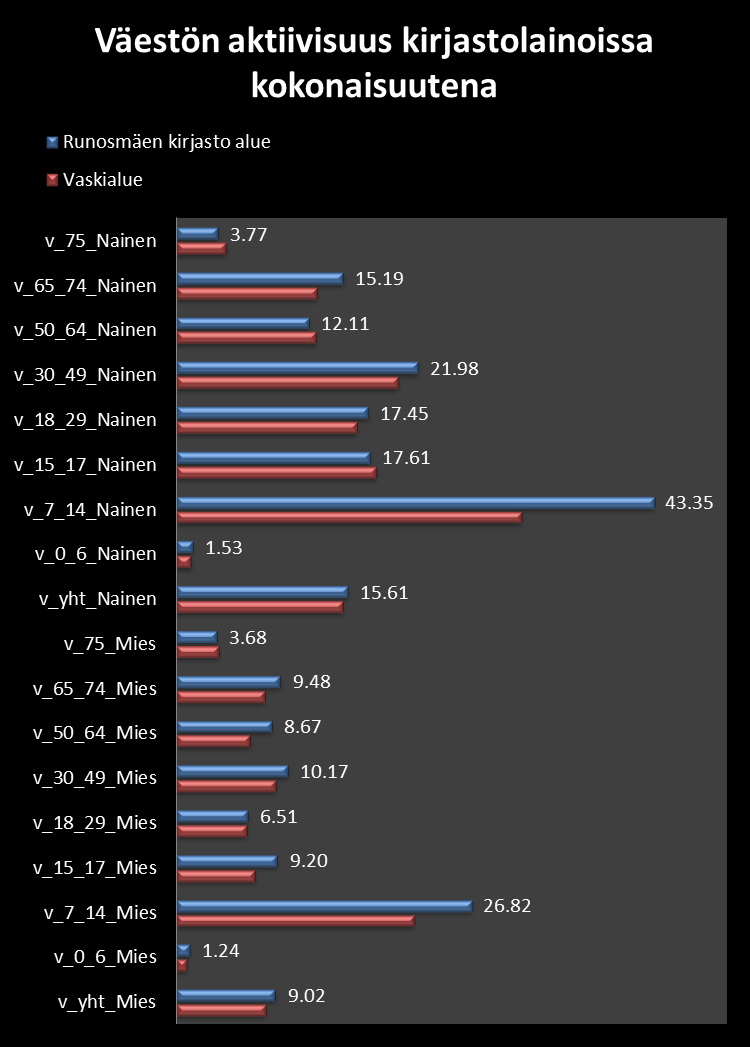 Väestön aktiivisuus kirjastolainoissa
kokonaisuutena
Runosmäen kirjasto alue
Vaskialue
v_75_Nainen 3.77
v_65_74_Nainen 15.19
v_50_64_Nainen 12.11
v_30_49_Nainen 21.98
v_18_29_Nainen 17.45
v_15_17_Nainen 17.61
v_7_14_Nainen 43.35
v_0_6_Nainen 1.53
v_yht_Nainen 15.61
v_75_Mies 3.68
v_65_74_Mies 9.48
v_50_64_Mies 8.67
v_30_49_Mies 10.17
v_18_29_Mies 6.51
v_15_17_Mies 9.20
v_7_14_Mies 26.82
v_0_6_Mies 1.24
v_yht_Mies 9.02